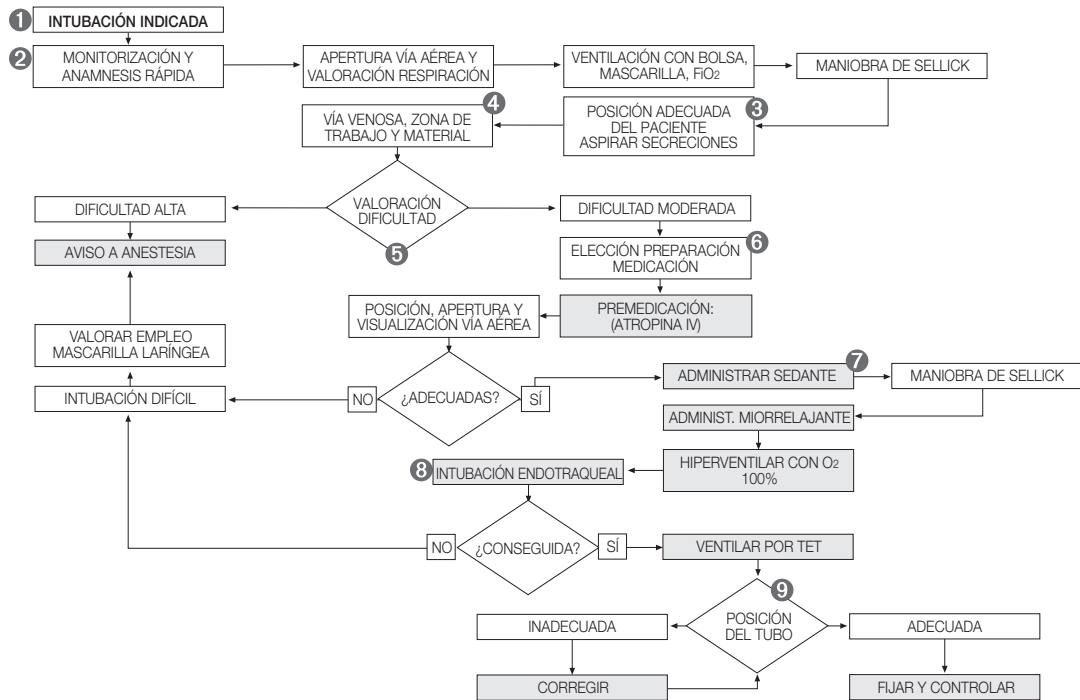 1 INTUBACIÓN INDICADA
2 MONITORIZACIÓN Y
ANAMNESIS RÁPIDA
APERTURA VÍA AÉREA Y
VALORACIÓN RESPIRACIÓN
VENTILACIÓN CON BOLSA,
MASCARILLA, FiO2
MANIOBRA DE SELLICK
3
POSICIÓN ADECUADA
DEL PACIENTE
ASPIRAR SECRECIONES
4
VÍA VENOSA, ZONA DE
TRABAJO Y MATERIAL
VALORACIÓN
DIFICULTAD
5
DIFICULTAD ALTA
AVISO A ANESTESIA
DIFICULTAD MODERADA
6
ELECCIÓN PREPARACIÓN
MEDICACIÓN
PREMEDICACIÓN:
(ATROPINA IV)
POSICIÓN, APERTURA Y
VISUALIZACIÓN VÍA AÉREA
VALORAR EMPLEO
MASCARILLA LARÍNGEA
INTUBACIÓN DIFÍCIL
NO
¿ADECUADAS?
SÍ
7
ADMINISTRAR SEDANTE
MANIOBRA DE SELLICK
ADMINIST. MIORRELAJANTE
HIPERVENTILAR CON O2
100%
8 INTUBACIÓN ENDOTRAQUEAL
NO
¿CONSEGUIDA?
SÍ
VENTILAR POR TET
9
POSICIÓN
DEL TUBO
INADECUADA
ADECUADA
CORREGIR
FIJAR Y CONTROLAR